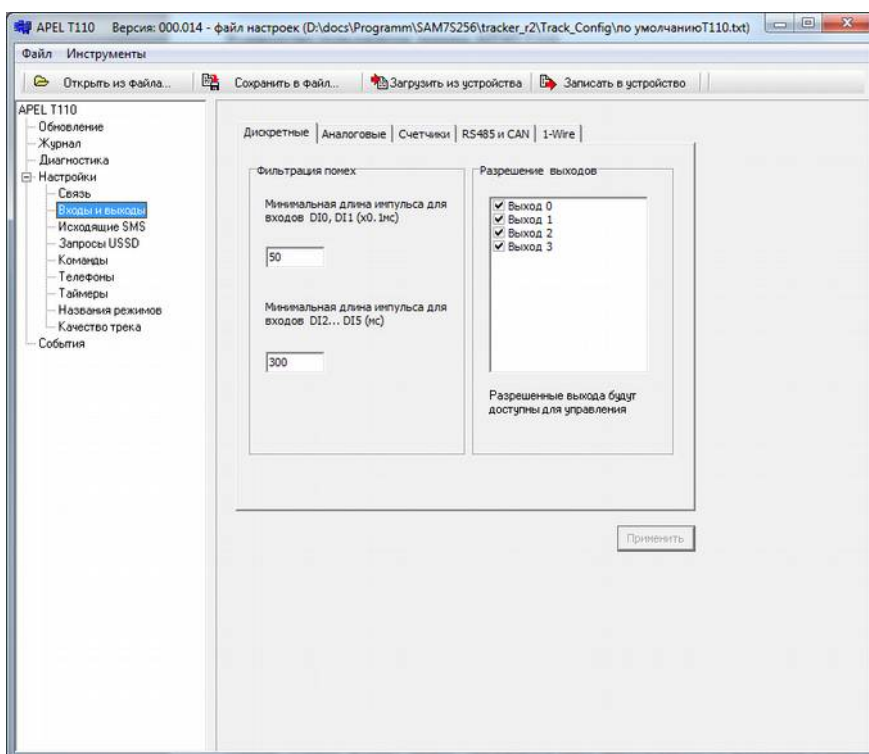 APEL T110 Версия: 000.014 - файл настроек (D:\docs\Programm\SAM7S256\tracker_r2\Track_Config\по умолчаниюТ110.txt)
Файл Инструменты
Открыть из файла... Сохранить в файл... Загрузить из устройства Записать в устройство
APEL T110
Обновление
Журнал
Диагностика
Настройки
Связь
Входы и выходы
Исходящие SMS
Запросы USSD
Команды
Телефоны
Таймеры
Названия режимов
Качество трека
События
Дискретные Аналоговые Счетчики RS485 и CAN 1-Wire
Фильтрация помех
Минимальная длина импульса для
входов DI0, DI1 (x0.1мс)
50
Минимальная длина импульса для
входов DI2... DI5 (мс)
300
Разрешение выходов
Выход 0
Выход 1
Выход 2
Выход 3
Разрешенные выхода будут
доступны для управления
Применить